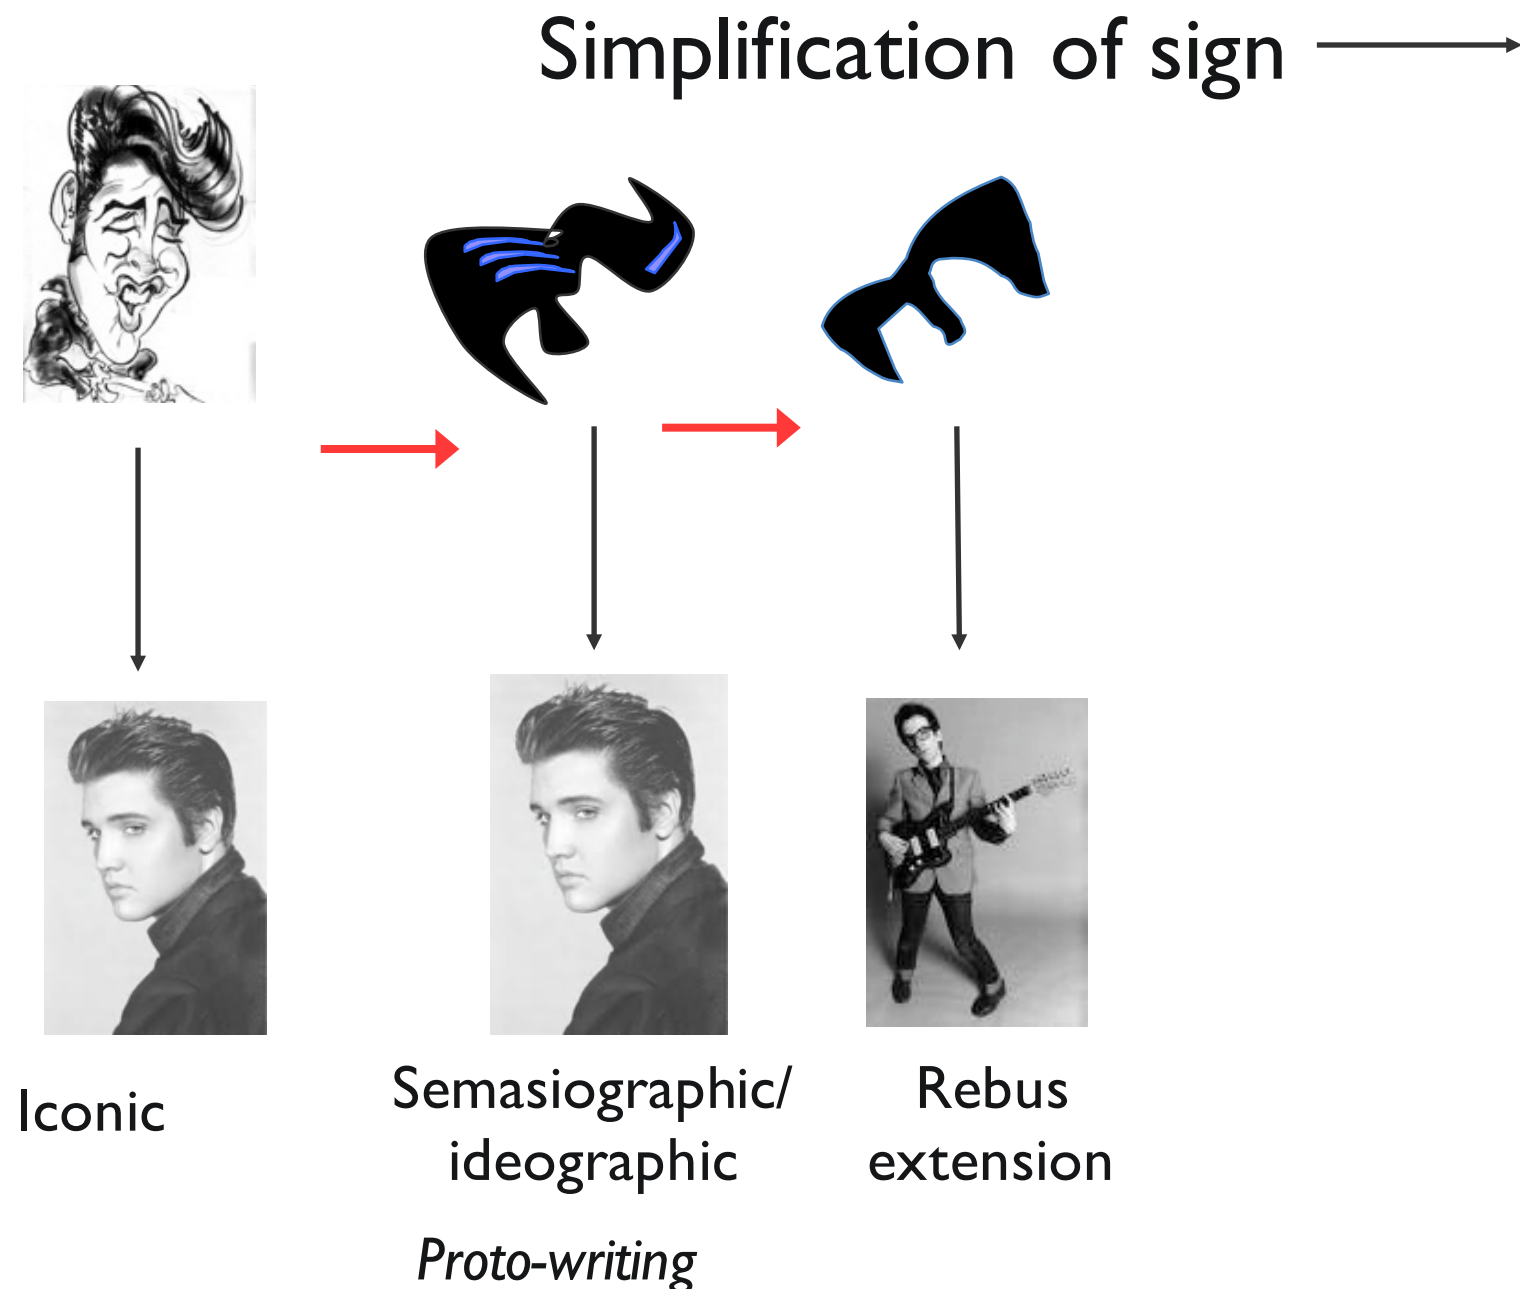 Simplification of sign
Iconic
Semasiographic/
ideographic
Rebus
extension
Proto-writing